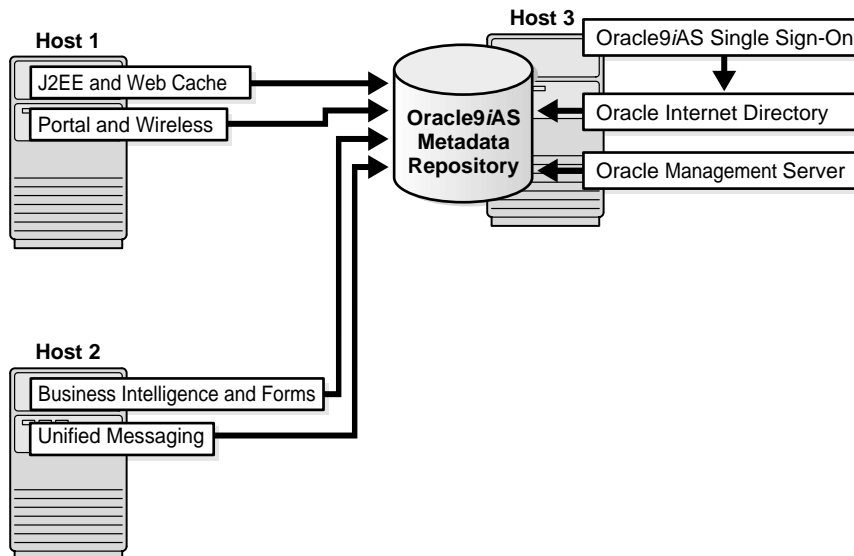 Host 1
J2EE and Web Cache
Portal and Wireless
Oracle9iAS
Metadata
Repository
Host 3
Oracle9iAS Single Sign-On
Oracle Internet Directory
Oracle Management Server
Host 2
Business Intelligence and Forms
Unified Messaging